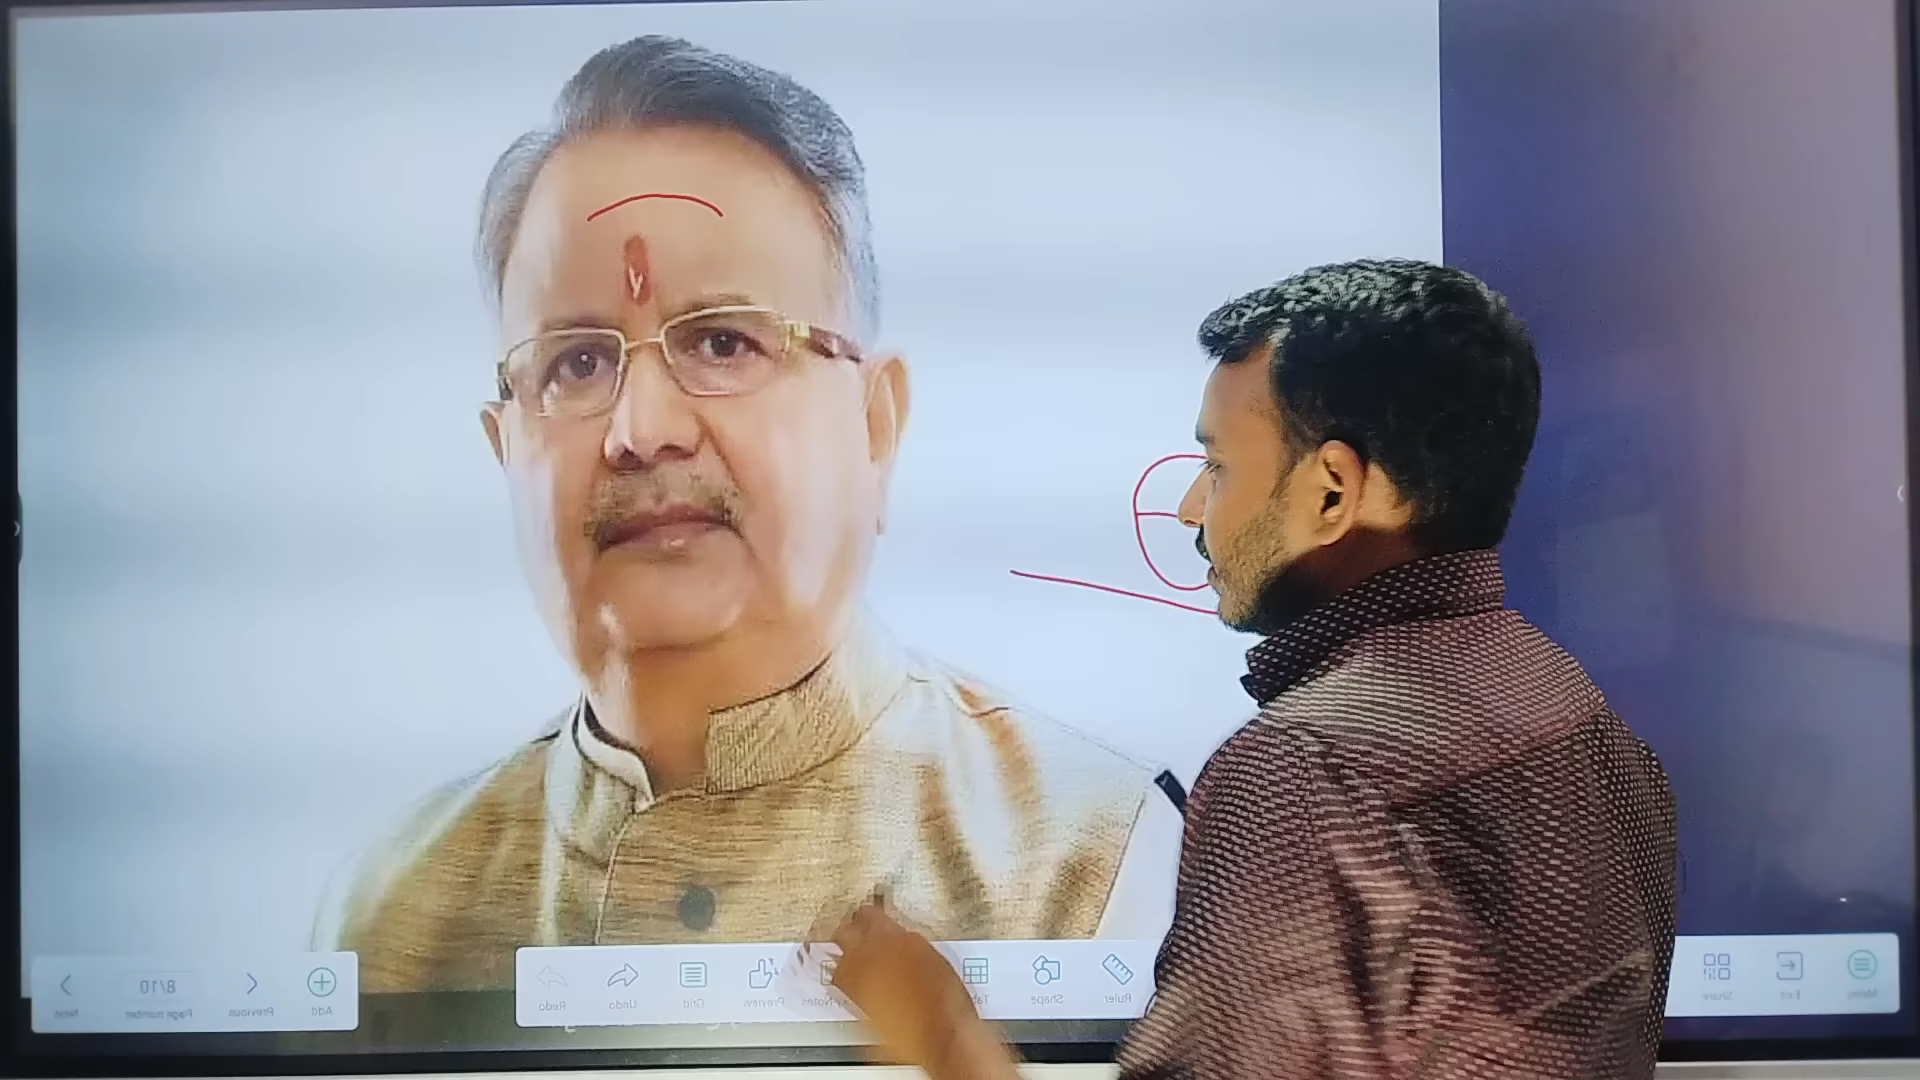 Next
8/10
Page number
Previous
Add
Redo
Undo
Grid
Preview
Shape
Ruler
Share
Exit
Menu